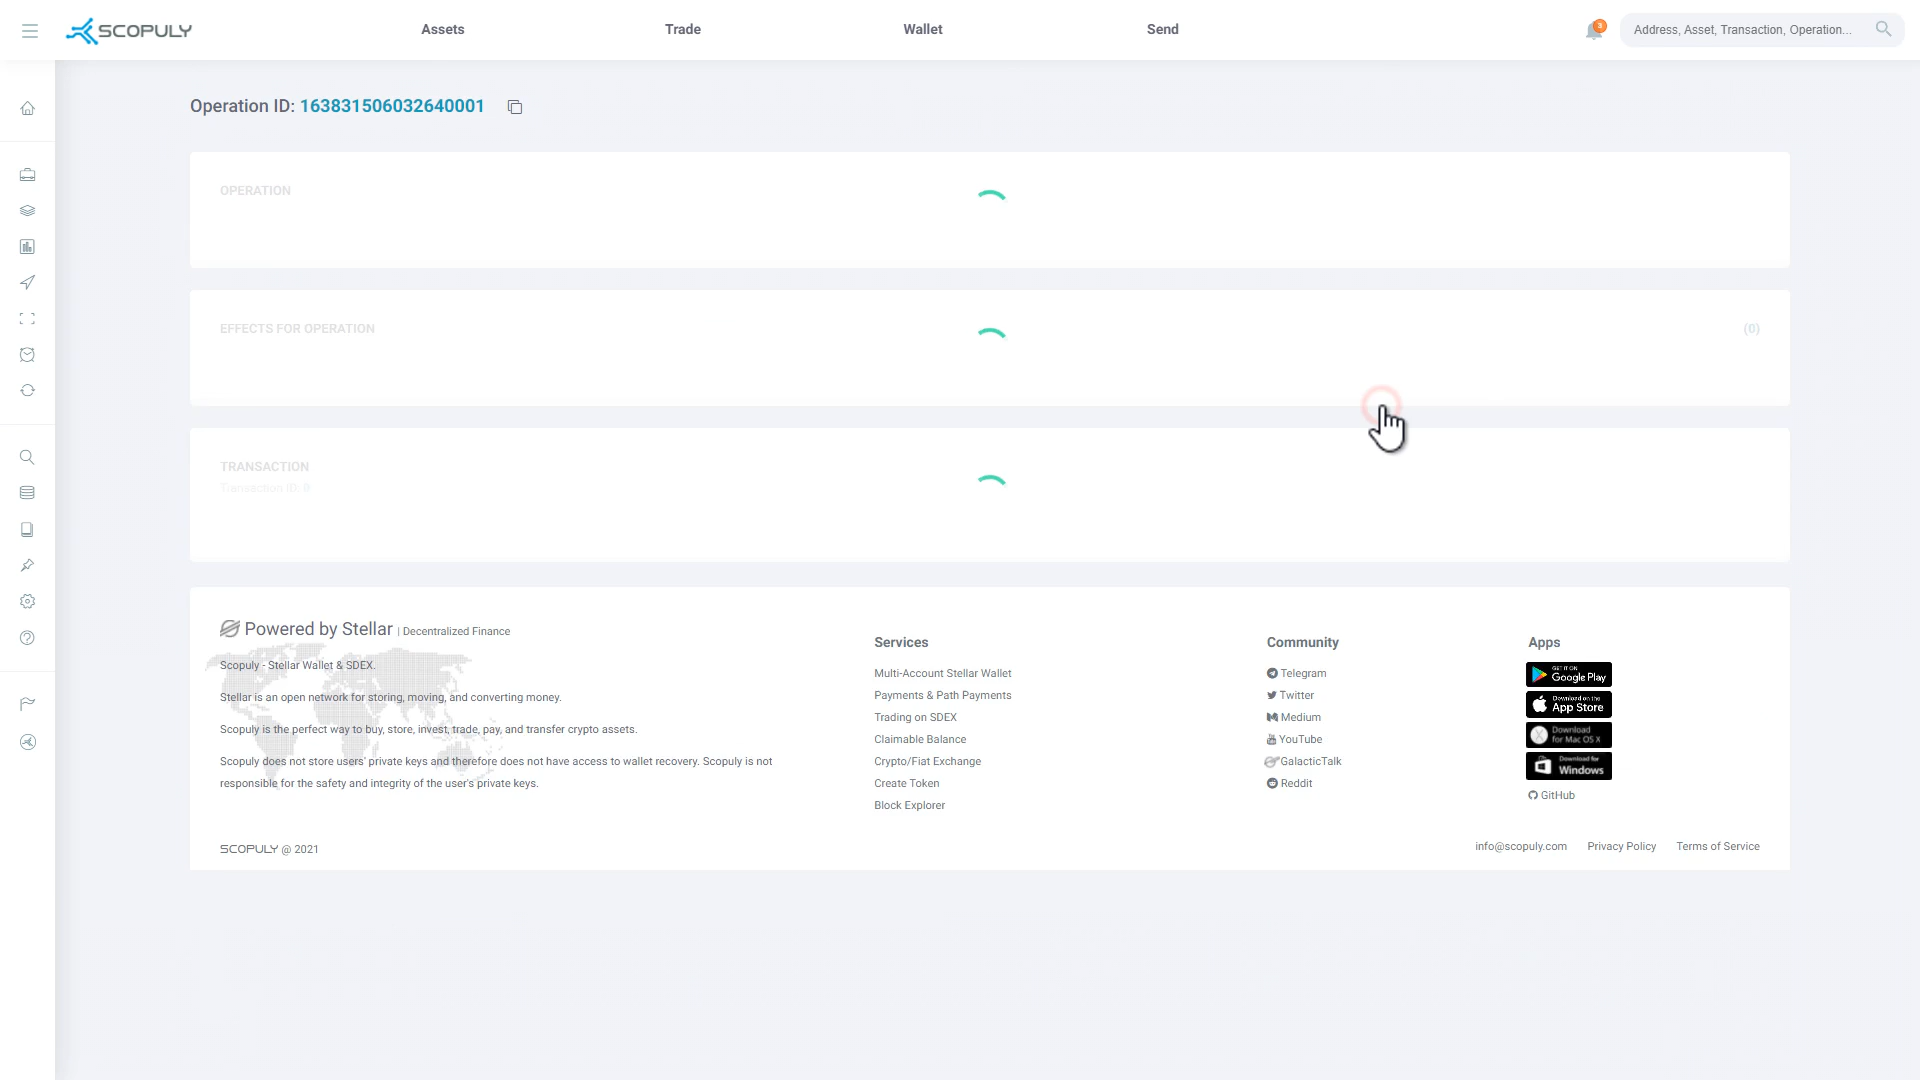 SCOPULY
Assets
Trade
Wallet
Send
3
Address, Asset, Transaction, Operation...
Operation ID: 163831506032640001
OPERATION
EFFECTS FOR OPERATION
(0)
TRANSACTION
Transaction ID: 0
Powered by Stellar | Decentralized Finance
Scopuly - Stellar Wallet & SDEX.
Stellar is an open network for storing, moving, and converting money.
Scopuly is the perfect way to buy, store, invest, trade, pay, and transfer crypto assets.
Scopuly does not store users' private keys and therefore does not have access to wallet recovery. Scopuly is not
responsible for the safety and integrity of the user's private keys.
Services
Multi-Account Stellar Wallet
Payments & Path Payments
Trading on SDEX
Claimable Balance
Crypto/Fiat Exchange
Create Token
Block Explorer
Community
Telegram
Twitter
Medium
YouTube
GalacticTalk
Reddit
Apps
GET IT ON
Google Play
Download on the
App Store
Download
for Mac OS X
Download for
Windows
GitHub
SCOPULY @ 2021
info@scopuly.com
Privacy Policy
Terms of Service